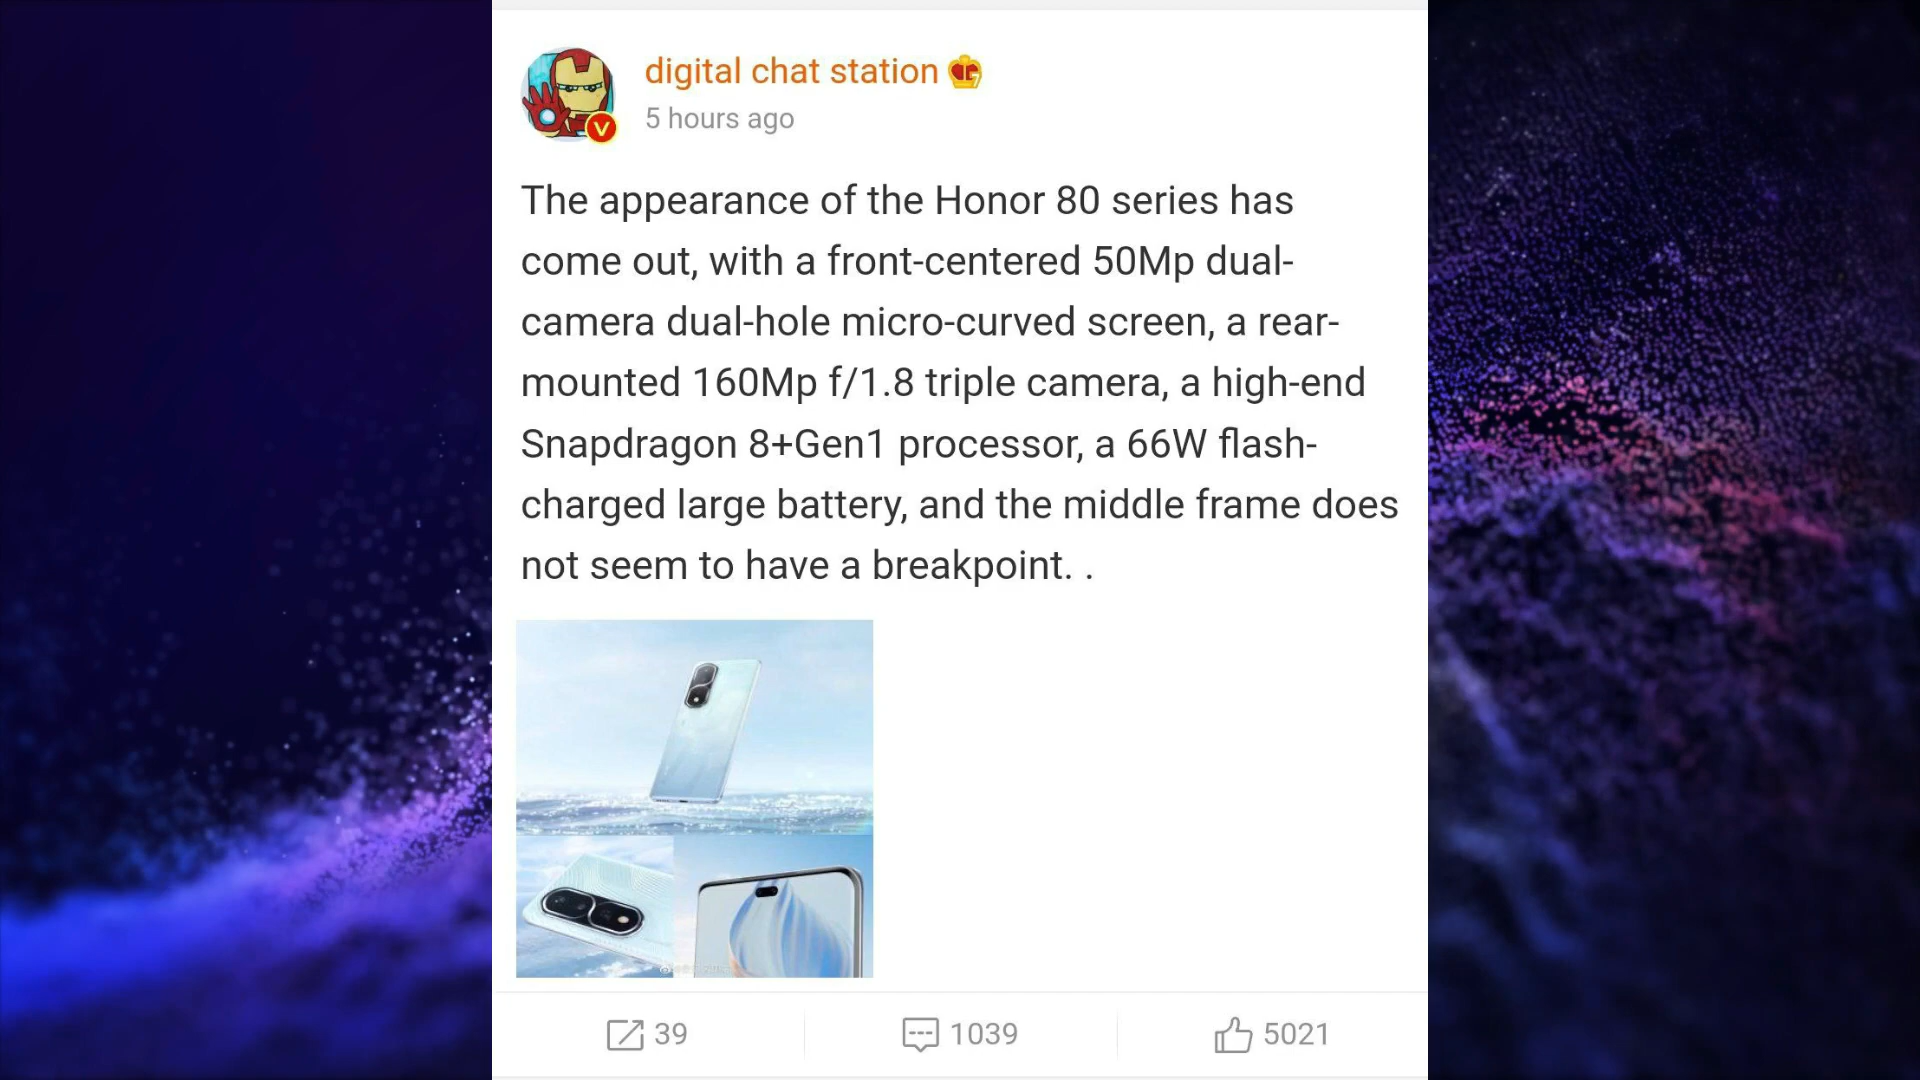 digital chat station
5 hours ago
The appearance of the Honor 80 series has
come out, with a front-centered 50Mp dual-
camera dual-hole micro-curved screen, a rear-
mounted 160Mp f/1.8 triple camera, a high-end
Snapdragon 8+Gen1 processor, a 66W flash-
charged large battery, and the middle frame does
not seem to have a breakpoint. .
39
1039
5021